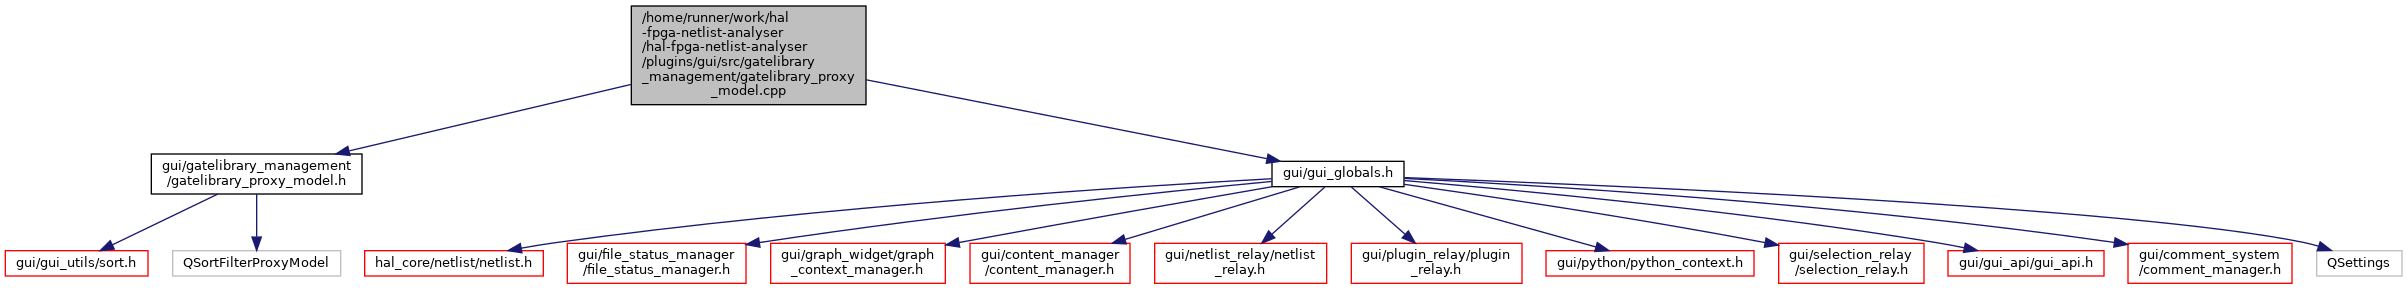 /home/runner/work/hal
-fpga-netlist-analyser
/hal-fpga-netlist-analyser
/plugins/gui/src/gatelibrary
_management/gatelibrary_proxy
_model.cpp
gui/gatelibrary_management
/gatelibrary_proxy_model.h
gui/gui_globals.h
gui/gui_utils/sort.h
QSortFilterProxyModel
hal_core/netlist/netlist.h
gui/file_status_manager
/file_status_manager.h
gui/graph_widget/graph
_context_manager.h
gui/content_manager
/content_manager.h
gui/netlist_relay/netlist
_relay.h
gui/plugin_relay/plugin
_relay.h
gui/python/python_context.h
gui/selection_relay
/selection_relay.h
gui/gui_api/gui_api.h
gui/comment_system
/comment_manager.h
QSettings